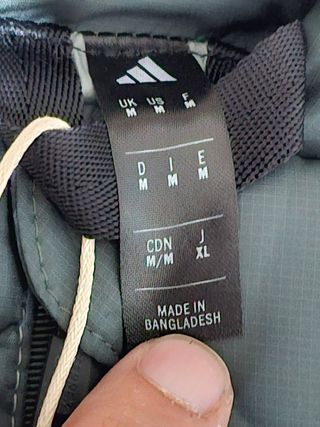 UK US F
M M M
D I E
M M M
CDN J
M/M XL
MADE IN
BANGLADESH